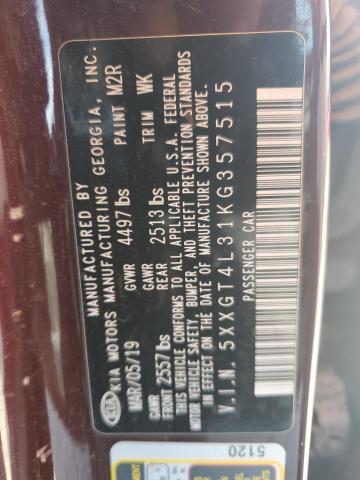 MANUFACTURED BY
KIA KIA MOTORS MANUFACTURING GEORGIA, INC.
MAR/05/19 GVWR 4497 lbs PAINT M2R
GAWR FRONT 2557 lbs GAWR REAR 2513 lbs TRIM WK
THIS VEHICLE CONFORMS TO ALL APPLICABLE U.S.A. FEDERAL
MOTOR VEHICLE SAFETY, BUMPER, AND THEFT PREVENTION STANDARDS
IN EFFECT ON THE DATE OF MANUFACTURE SHOWN ABOVE.
V.I.N. 5XXGT4L31KG357515
PASSENGER CAR
5120